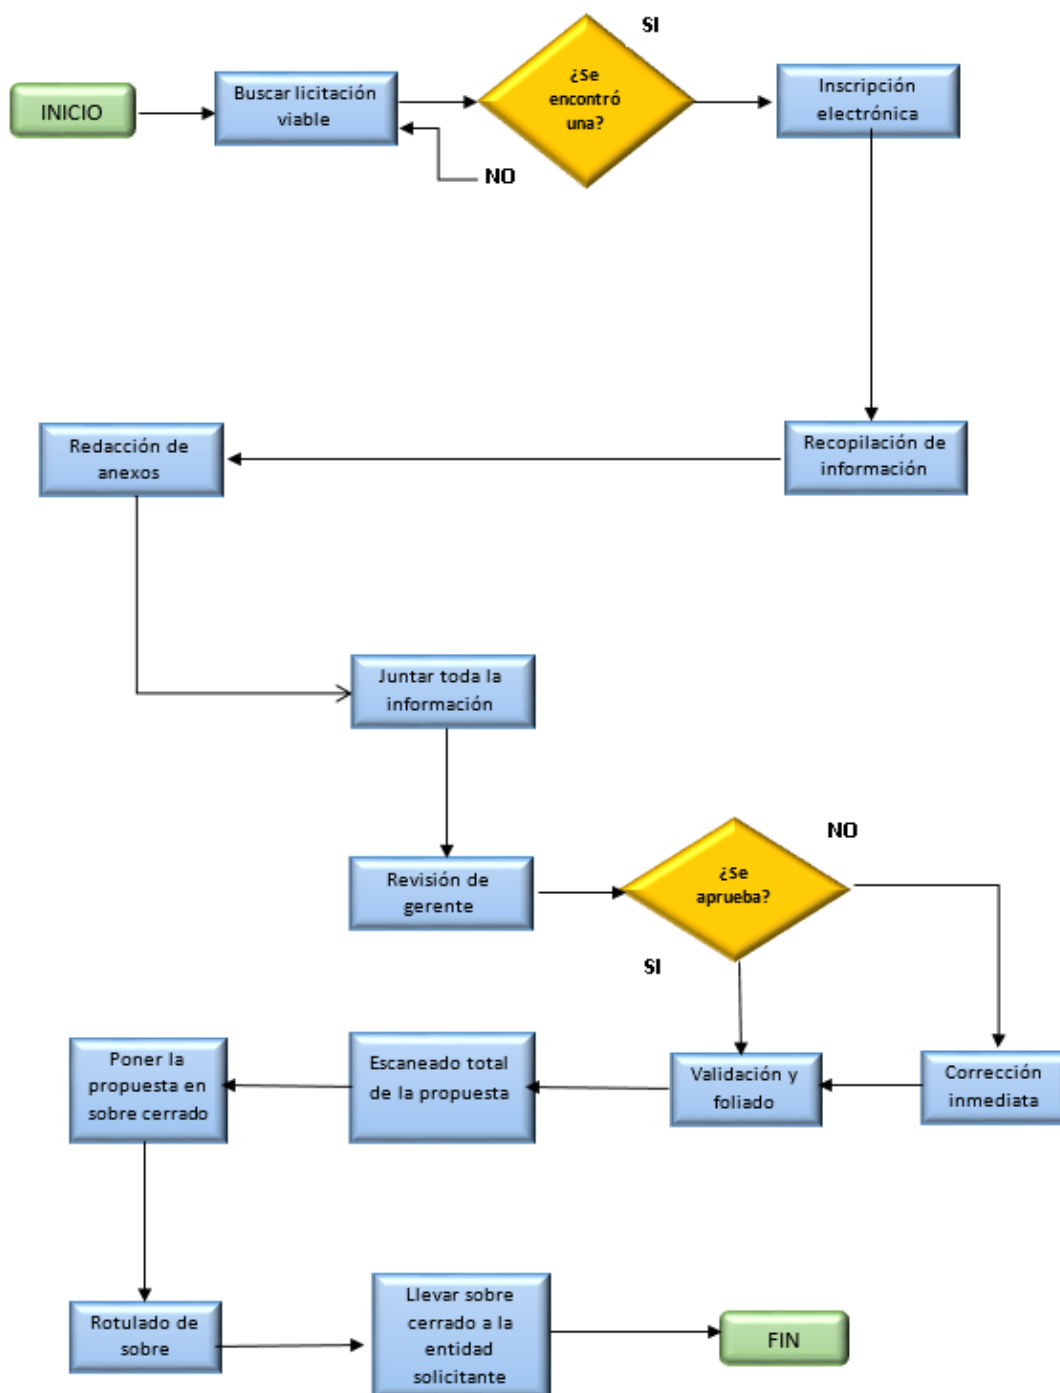 SI
INICIO
Buscar licitación
viable
¿Se
encontró
una?
Inscripción
electrónica
NO
Redacción de
anexos
Recopilación de
información
Juntar toda la
información
Revisión de
gerente
¿Se
aprueba?
NO
SI
Poner la
propuesta en
sobre cerrado
Escaneado total
de la propuesta
Validación y
foliado
Corrección
inmediata
Rotulado de
sobre
Llevar sobre
cerrado a la
entidad
solicitante
FIN